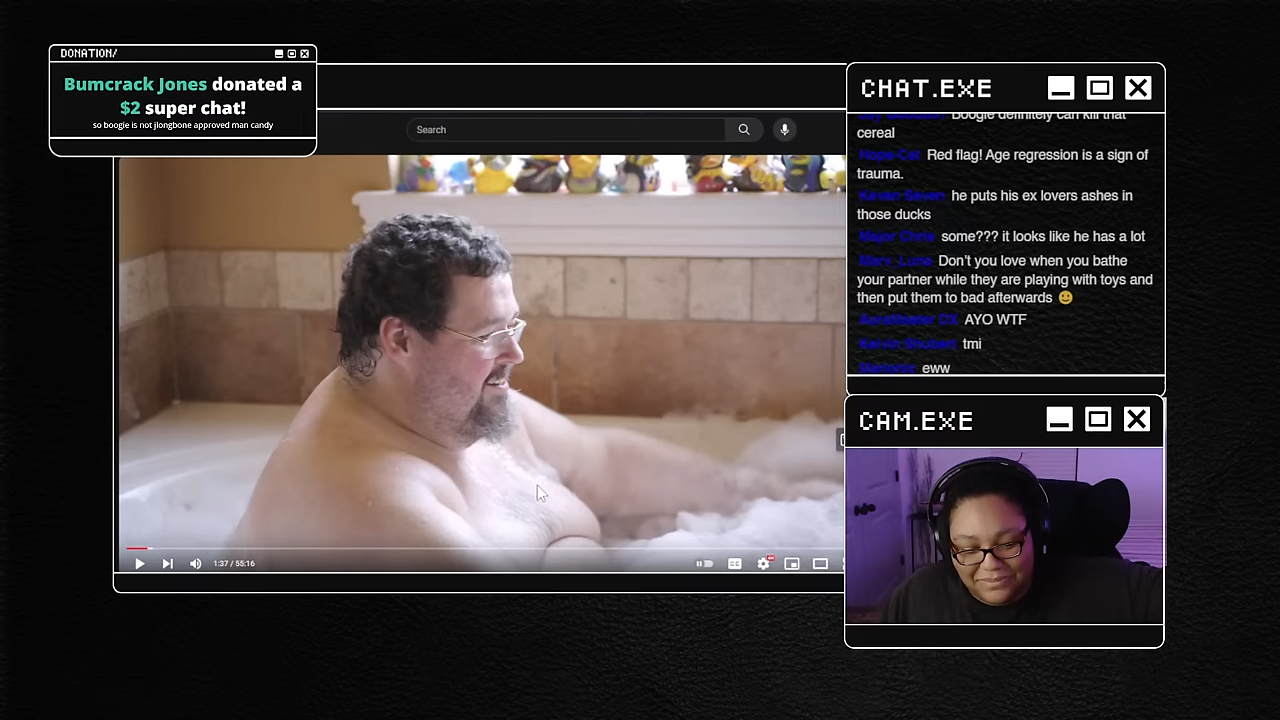 DONATION/
Bumcrack Jones donated a
$2 super chat!
so boogie is not jlongbone approved man candy
Search
1:37 / 55:16
CC
CHAT.EXE
Boogie definitely can kill that
cereal
Hope Cat Red flag! Age regression is a sign of
trauma.
he puts his ex lovers ashes in
those ducks
some??? it looks like he has a lot
Don't you love when you bathe
your partner while they are playing with toys and
then put them to bad afterwards
AYO WTF
tmi
eww
CAM.EXE